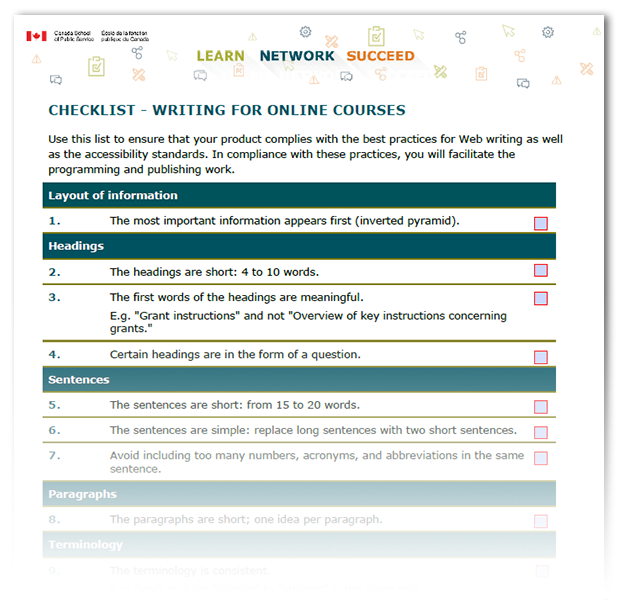 Canada School of Public Service
École de la fonction publique du Canada
LEARN NETWORK SUCCEED
CHECKLIST - WRITING FOR ONLINE COURSES
Use this list to ensure that your product complies with the best practices for Web writing as well
as the accessibility standards. In compliance with these practices, you will facilitate the
programming and publishing work.
Layout of information
1. The most important information appears first (inverted pyramid).
Headings
2. The headings are short: 4 to 10 words.
3. The first words of the headings are meaningful.
E.g. "Grant instructions" and not "Overview of key instructions concerning
grants."
4. Certain headings are in the form of a question.
Sentences
5. The sentences are short: from 15 to 20 words.
6. The sentences are simple: replace long sentences with two short sentences.
7. Avoid including too many numbers, acronyms, and abbreviations in the same
sentence.
Paragraphs
8. The paragraphs are short; one idea per paragraph.
Terminology
9. The terminology is consistent.